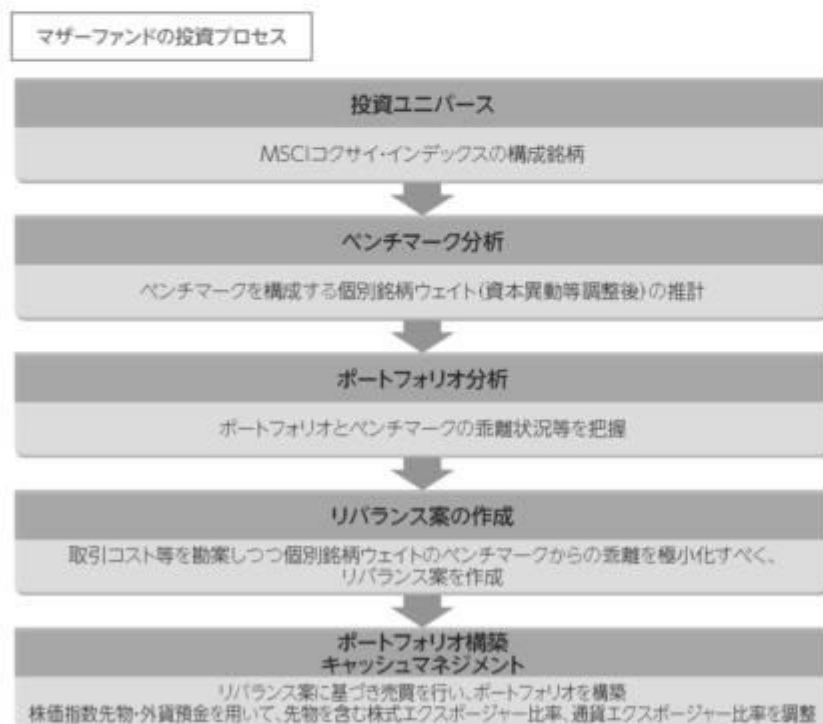 マザーファンドの投資プロセス
投資ユニバース
MSCIコクサイ・インデックスの構成銘柄
ベンチマーク分析
ベンチマークを構成する個別銘柄ウェイト(資本異動等調整後)の推計
ポートフォリオ分析
ポートフォリオとベンチマークの乖離状況等を把握
リバランス案の作成
取引コスト等を勘案しつつ個別銘柄ウェイトのベンチマークからの乖離を極小化すべく、
リバランス案を作成
ポートフォリオ構築
キャッシュマネジメント
リバランス案に基づき売買を行い、ポートフォリオを構築
株価指数先物・外貨預金を用いて、先物を含む株式エクスポージャー比率、通貨エクスポージャー比率を調整